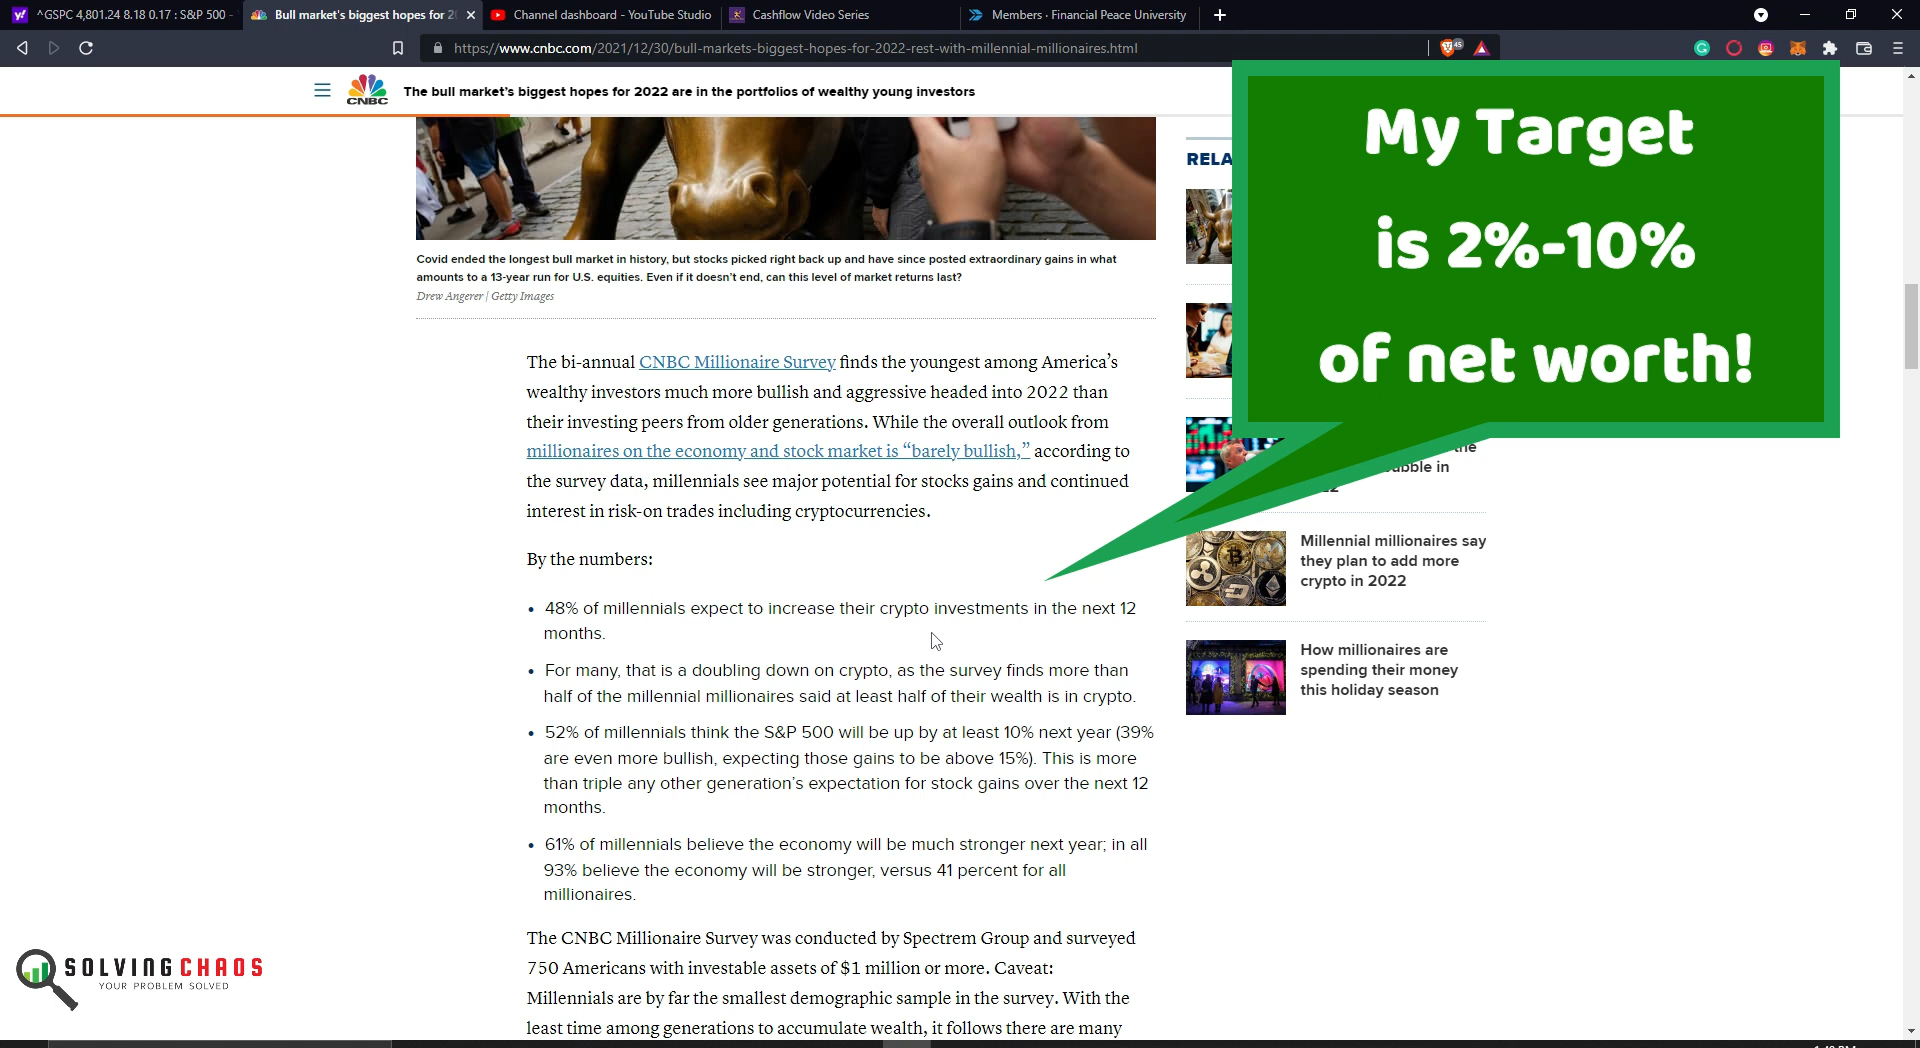 ^GSPC 4,801.24 8.18 0.17 : S&P 500 -
Bull market's biggest hopes for 2
Channel dashboard - YouTube Studio
Cashflow Video Series
Members · Financial Peace University
https://www.cnbc.com/2021/12/30/bull-markets-biggest-hopes-for-2022-rest-with-millennial-millionaires.html
45
CNBC
The bull market's biggest hopes for 2022 are in the portfolios of wealthy young investors
My Target
is 2%-10%
of net worth!
RELA
Covid ended the longest bull market in history, but stocks picked right back up and have since posted extraordinary gains in what
amounts to a 13-year run for U.S. equities. Even if it doesn't end, can this level of market returns last?
Drew Angerer | Getty Images
The bi-annual CNBC Millionaire Survey finds the youngest among America's
wealthy investors much more bullish and aggressive headed into 2022 than
their investing peers from older generations. While the overall outlook from
millionaires on the economy and stock market is “barely bullish,” according to
the survey data, millennials see major potential for stocks gains and continued
interest in risk-on trades including cryptocurrencies.
By the numbers:
• 48% of millennials expect to increase their crypto investments in the next 12
months.
• For many, that is a doubling down on crypto, as the survey finds more than
half of the millennial millionaires said at least half of their wealth is in crypto.
• 52% of millennials think the S&P 500 will be up by at least 10% next year (39%
are even more bullish, expecting those gains to be above 15%). This is more
than triple any other generation's expectation for stock gains over the next 12
months.
• 61% of millennials believe the economy will be much stronger next year; in all
93% believe the economy will be stronger, versus 41 percent for all
millionaires.
The CNBC Millionaire Survey was conducted by Spectrem Group and surveyed
750 Americans with investable assets of $1 million or more. Caveat:
Millennials are by far the smallest demographic sample in the survey. With the
least time among generations to accumulate wealth, it follows there are many
the
bubble in
Millennial millionaires say
they plan to add more
crypto in 2022
How millionaires are
spending their money
this holiday season
SOLVING CHAOS
YOUR PROBLEM SOLVED